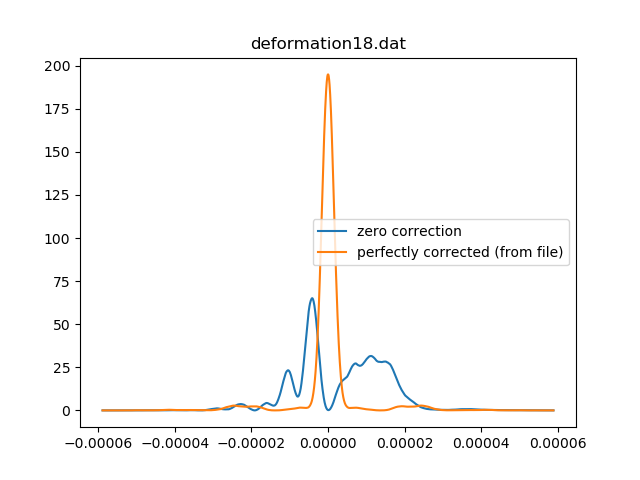 deformation18.dat
200
175
150
125
100
75
50
25
0
zero correction
perfectly corrected (from file)
−0.00006 −0.00004 −0.00002 0.00000 0.00002 0.00004 0.00006